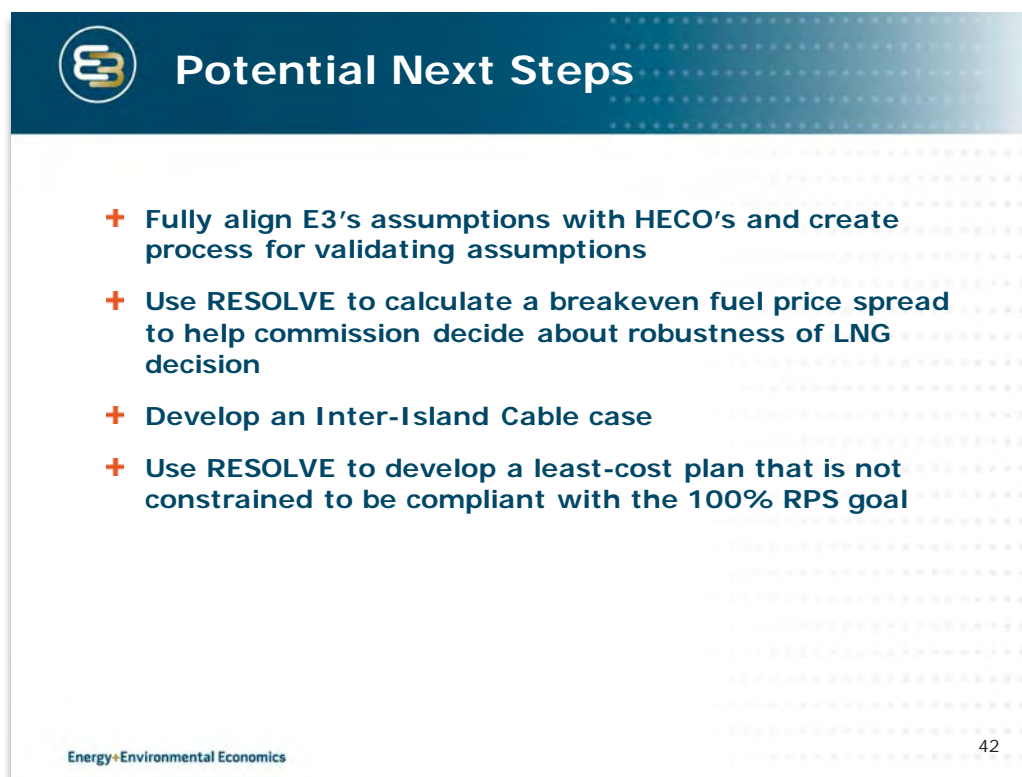 Potential Next Steps
+ Fully align E3's assumptions with HECO's and create
process for validating assumptions
+ Use RESOLVE to calculate a breakeven fuel price spread
to help commission decide about robustness of LNG
decision
+ Develop an Inter-Island Cable case
+ Use RESOLVE to develop a least-cost plan that is not
constrained to be compliant with the 100% RPS goal
Energy+Environmental Economics
42